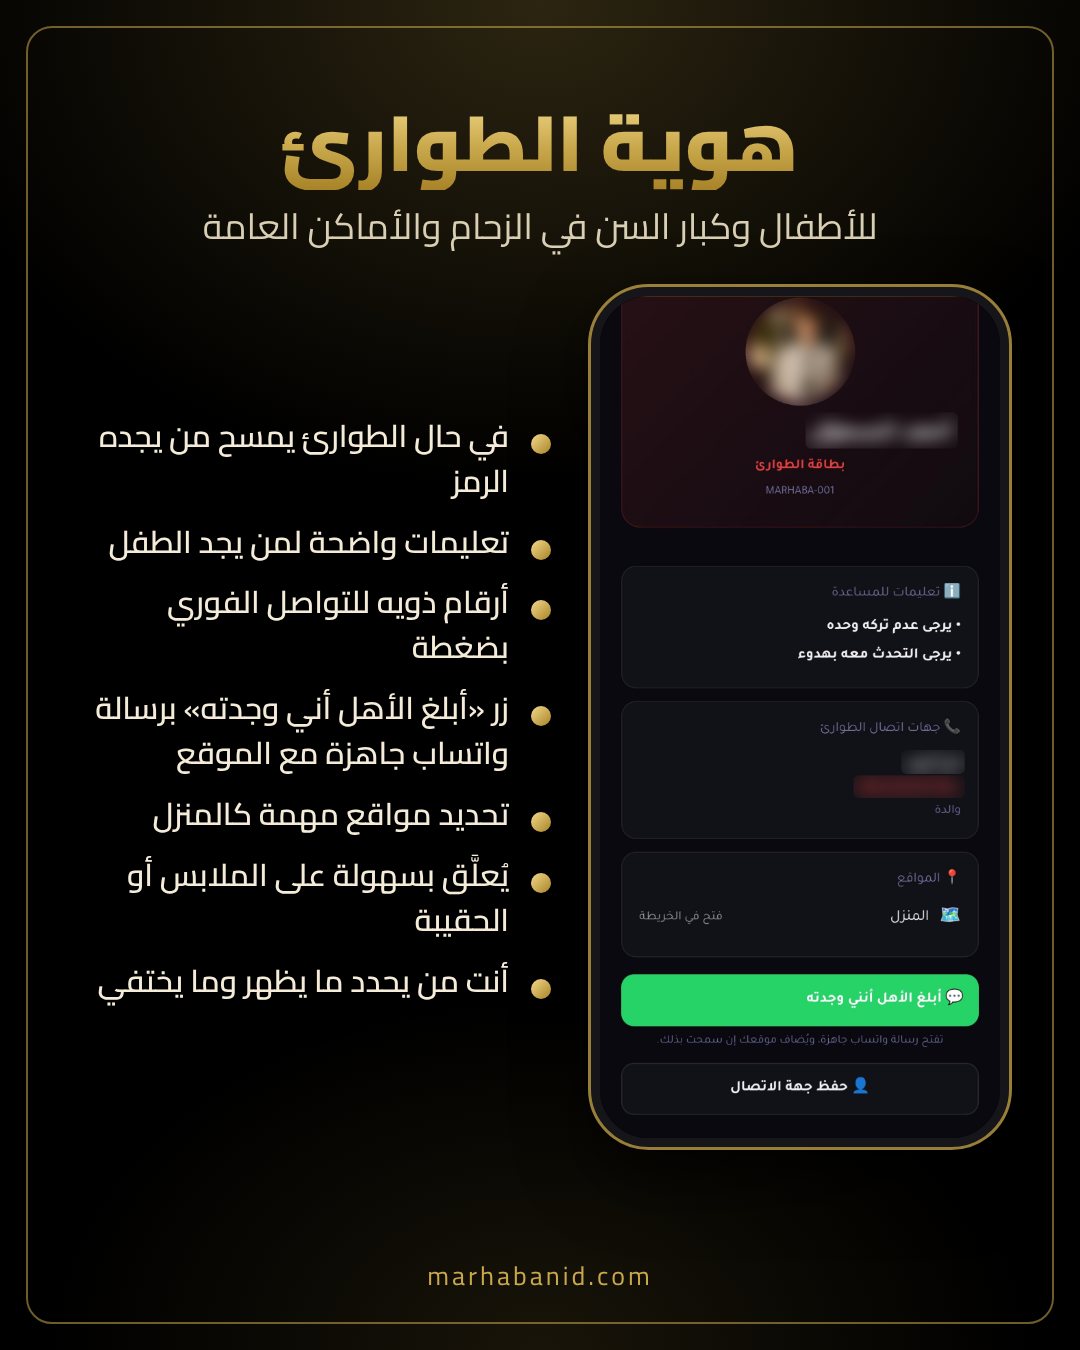 هوية الطوارئ
للأطفال وكبار السن في الزحام والأماكن العامة
بطاقة الطوارئ
MARHABA-001
ℹ️ تعليمات للمساعدة
• يرجى عدم تركه وحده
• يرجى التحدث معه بهدوء
📞 جهات اتصال الطوارئ
والدة
📍 المواقع
🗺️ المنزل فتح في الخريطة
💬 أبلغ الأهل أنني وجدته
تفتح رسالة واتساب جاهزة، ويُضاف موقعك إن سمحت بذلك.
👤 حفظ جهة الاتصال
في حال الطوارئ يمسح من يجده
الرمز
تعليمات واضحة لمن يجد الطفل
أرقام ذويه للتواصل الفوري
بضغطة
زر «أبلغ الأهل أني وجدته» برسالة
واتساب جاهزة مع الموقع
تحديد مواقع مهمة كالمنزل
يُعلَّق بسهولة على الملابس أو
الحقيبة
أنت من يحدد ما يظهر وما يختفي
marhabanid.com